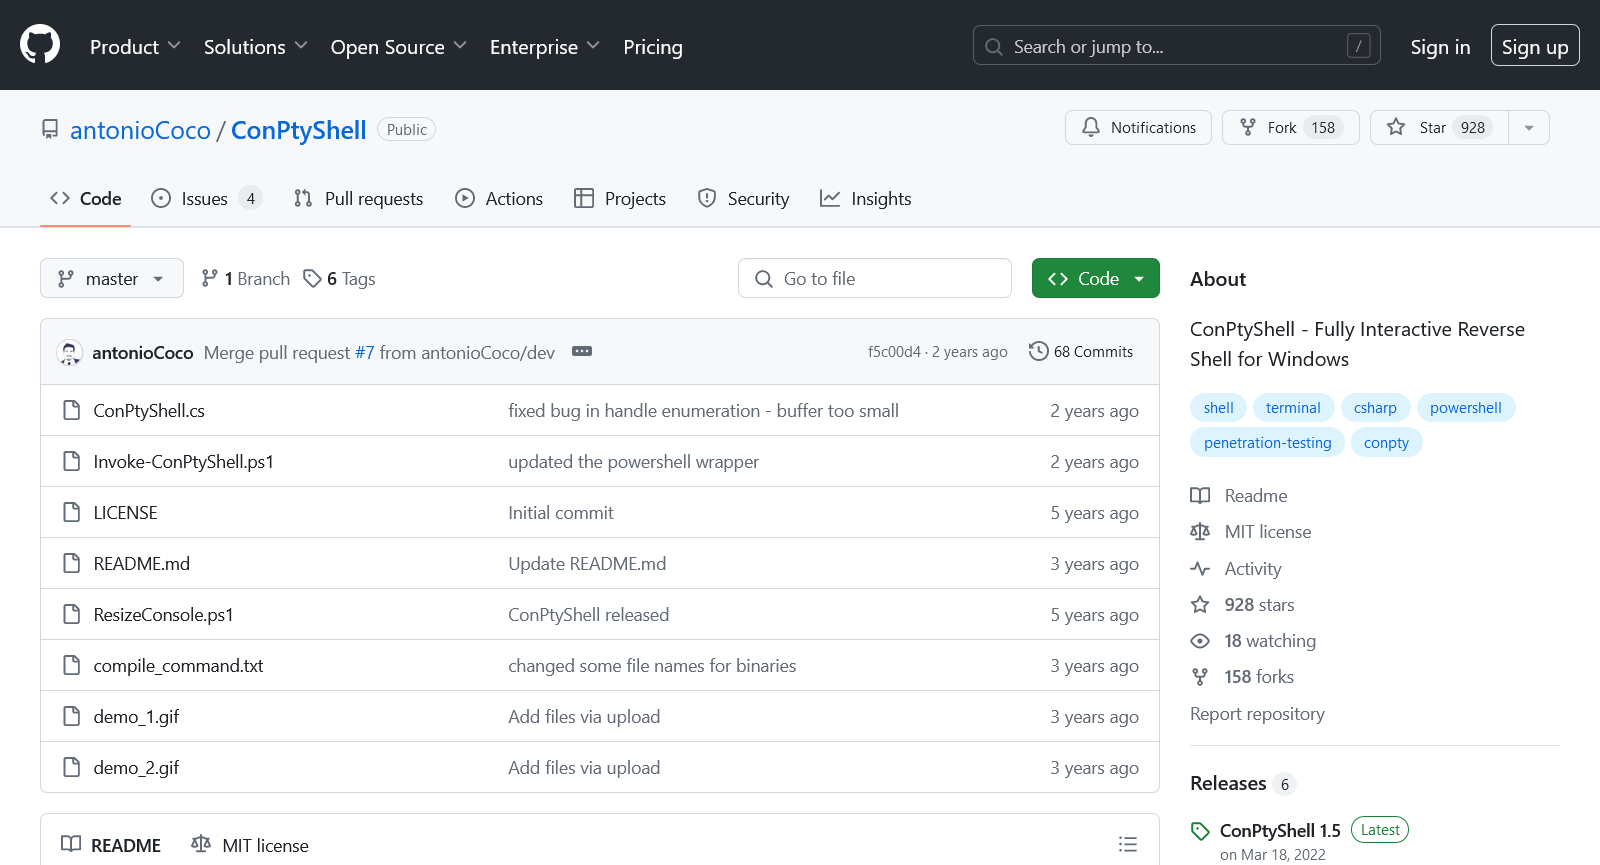 Product Solutions Open Source Enterprise Pricing Search or jump to... / Sign in Sign up
antonioCoco / ConPtyShell Public Notifications Fork 158 Star 928
Code Issues 4 Pull requests Actions Projects Security Insights
master 1 Branch 6 Tags Go to file Code
antonioCoco Merge pull request #7 from antonioCoco/dev f5c00d4 · 2 years ago 68 Commits
ConPtyShell.cs fixed bug in handle enumeration - buffer too small 2 years ago
Invoke-ConPtyShell.ps1 updated the powershell wrapper 2 years ago
LICENSE Initial commit 5 years ago
README.md Update README.md 3 years ago
ResizeConsole.ps1 ConPtyShell released 5 years ago
compile_command.txt changed some file names for binaries 3 years ago
demo_1.gif Add files via upload 3 years ago
demo_2.gif Add files via upload 3 years ago
README MIT license
About
ConPtyShell - Fully Interactive Reverse
Shell for Windows
shell terminal csharp powershell
penetration-testing conpty
Readme
MIT license
Activity
928 stars
18 watching
158 forks
Report repository
Releases 6
ConPtyShell 1.5 Latest
on Mar 18, 2022